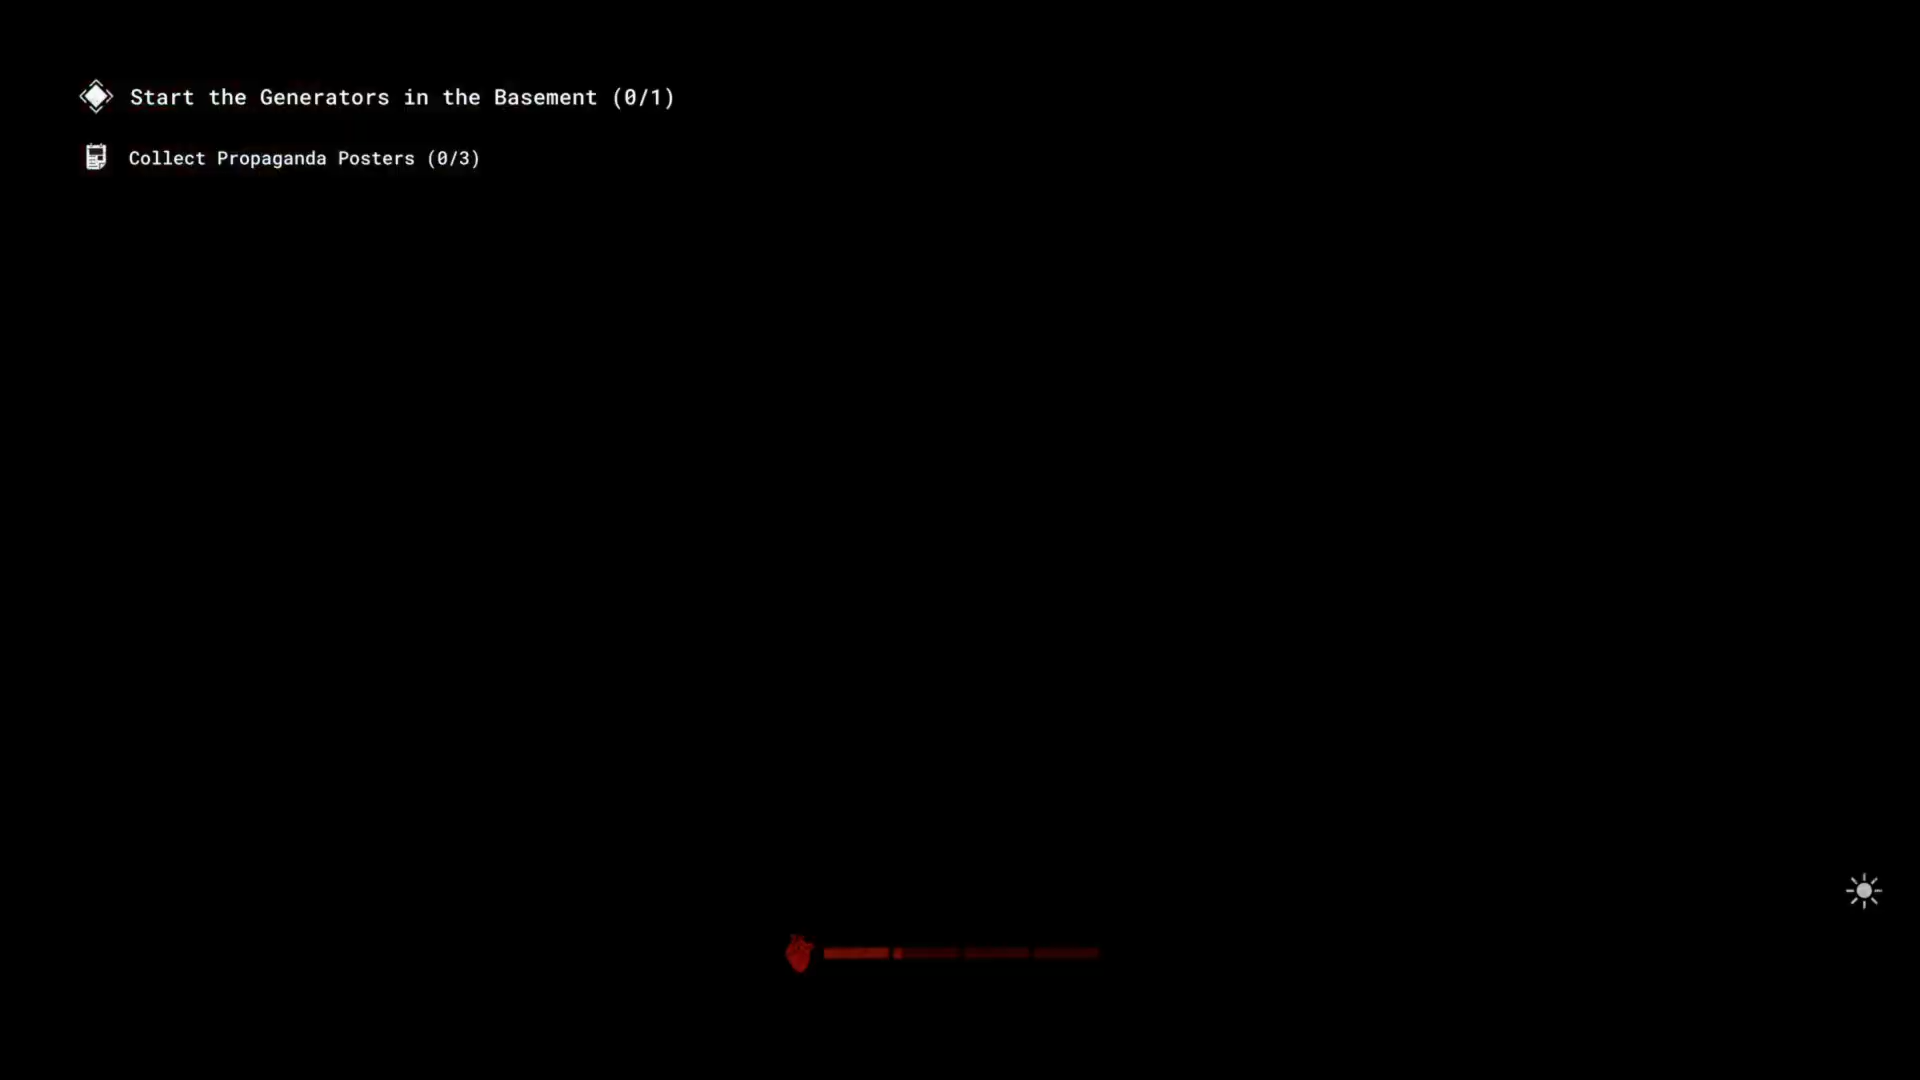 Start the Generators in the Basement (0/1)
Collect Propaganda Posters (0/3)